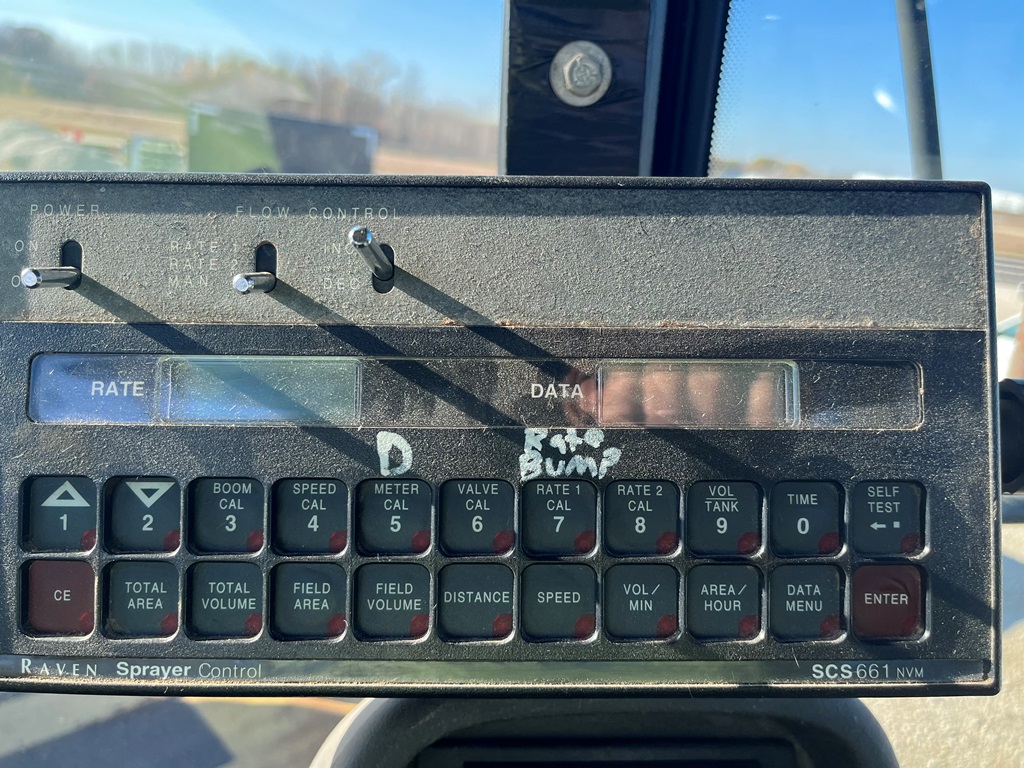 POWER
FLOW CONTROL
ON
RATE 1
INC
RATE 2
MAN
DEC
RATE
DATA
D
Rate
Bump
1
2
BOOM
CAL
3
SPEED
CAL
4
METER
CAL
5
VALVE
CAL
6
RATE 1
CAL
7
RATE 2
CAL
8
VOL
TANK
9
TIME
0
SELF
TEST
CE
TOTAL
AREA
TOTAL
VOLUME
FIELD
AREA
FIELD
VOLUME
DISTANCE
SPEED
VOL/
MIN
AREA/
HOUR
DATA
MENU
ENTER
RAVEN Sprayer Control
SCS661 NVM